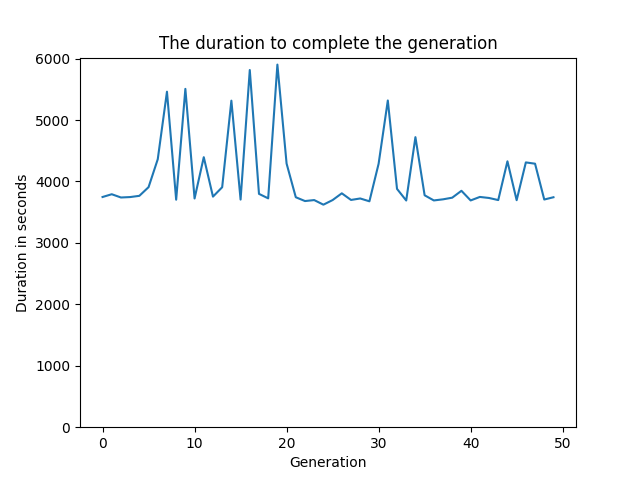 The duration to complete the generation
6000
5000
4000
3000
2000
1000
0
Duration in seconds
0 10 20 30 40 50
Generation